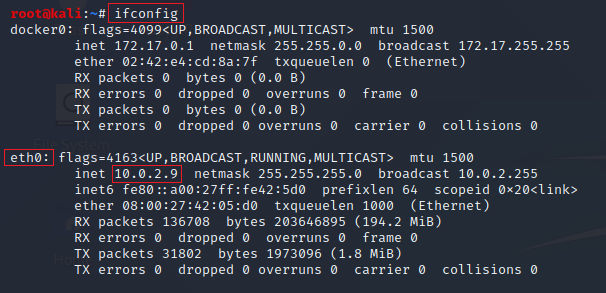 root@kali:~# ifconfig
docker0: flags=4099<UP,BROADCAST,MULTICAST>  mtu 1500
        inet 172.17.0.1  netmask 255.255.0.0  broadcast 172.17.255.255
        ether 02:42:e4:cd:8a:7f  txqueuelen 0  (Ethernet)
        RX packets 0  bytes 0 (0.0 B)
        RX errors 0  dropped 0  overruns 0  frame 0
        TX packets 0  bytes 0 (0.0 B)
        TX errors 0  dropped 0 overruns 0  carrier 0  collisions 0

eth0: flags=4163<UP,BROADCAST,RUNNING,MULTICAST>  mtu 1500
        inet 10.0.2.9  netmask 255.255.255.0  broadcast 10.0.2.255
        inet6 fe80::a00:27ff:fe42:5d0  prefixlen 64  scopeid 0×20<link>
        ether 08:00:27:42:05:d0  txqueuelen 1000  (Ethernet)
        RX packets 136708  bytes 203646895 (194.2 MiB)
        RX errors 0  dropped 0  overruns 0  frame 0
        TX packets 31802  bytes 1973096 (1.8 MiB)
        TX errors 0  dropped 0 overruns 0  carrier 0  collisions 0